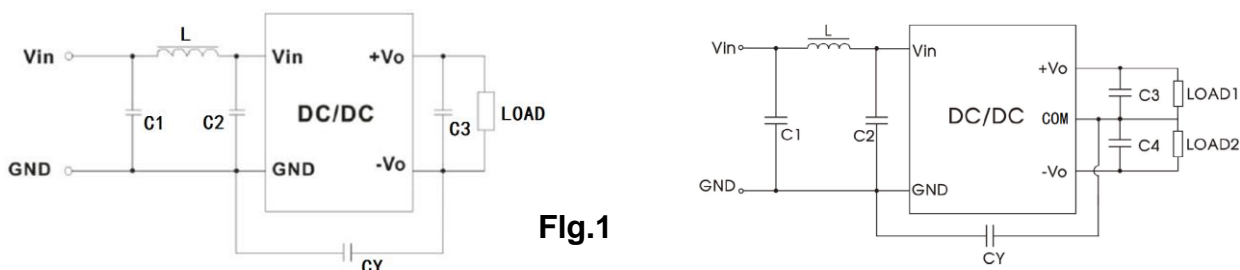 L
Vin
Vin
+Vo
C1
C2
DC/DC
C3
LOAD
GND
GND
-Vo
CY
FIg.1
L
Vin
Vin
+Vo
C1
C2
DC/DC
C3
LOAD1
COM
C4
LOAD2
-Vo
GND
GND
CY